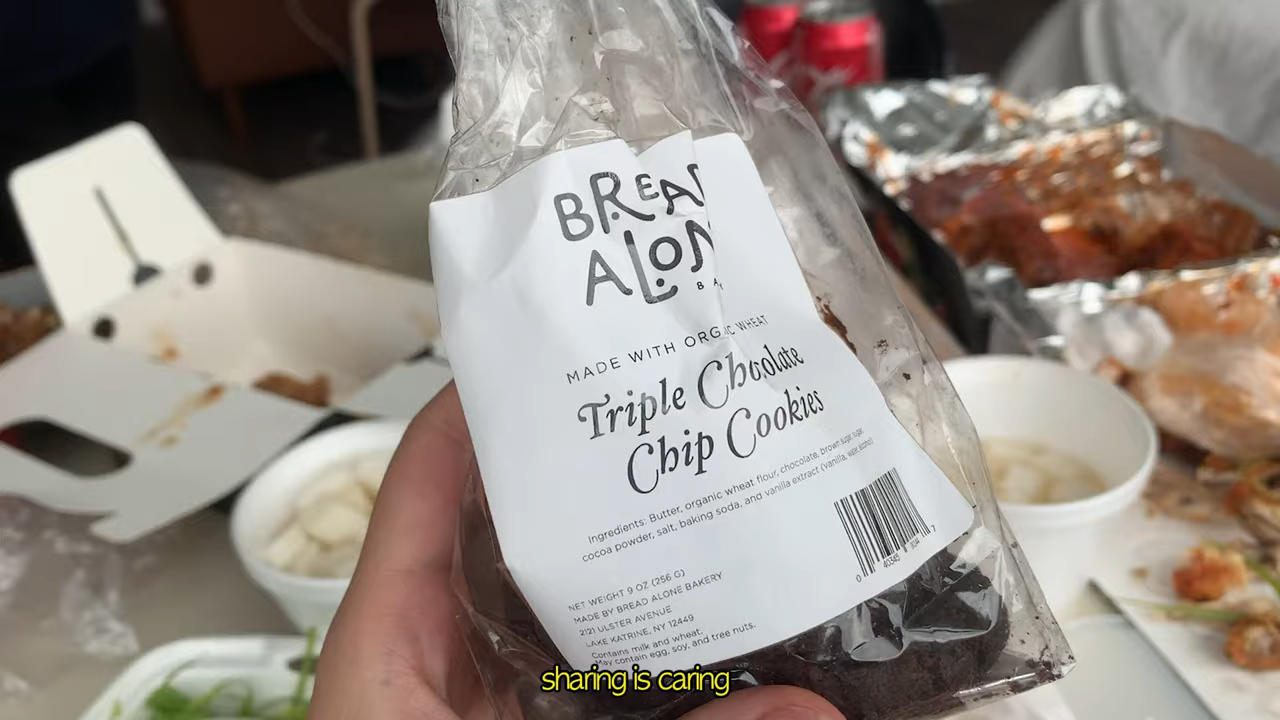 BREAD
ALON
BA
MADE WITH ORGANIC WHEAT
Triple Chocolate
Chip Cookies
Ingredients: Butter, organic wheat flour, chocolate, brown sugar, sugar,
cocoa powder, salt, baking soda, and vanilla extract (vanilla, water, alcohol)
NET WEIGHT 9 OZ (256 G)
MADE BY BREAD ALONE BAKERY
2121 ULSTER AVENUE
LAKE KATRINE, NY 12449
Contains milk and wheat.
May contain egg, soy, and tree nuts.
sharing is caring